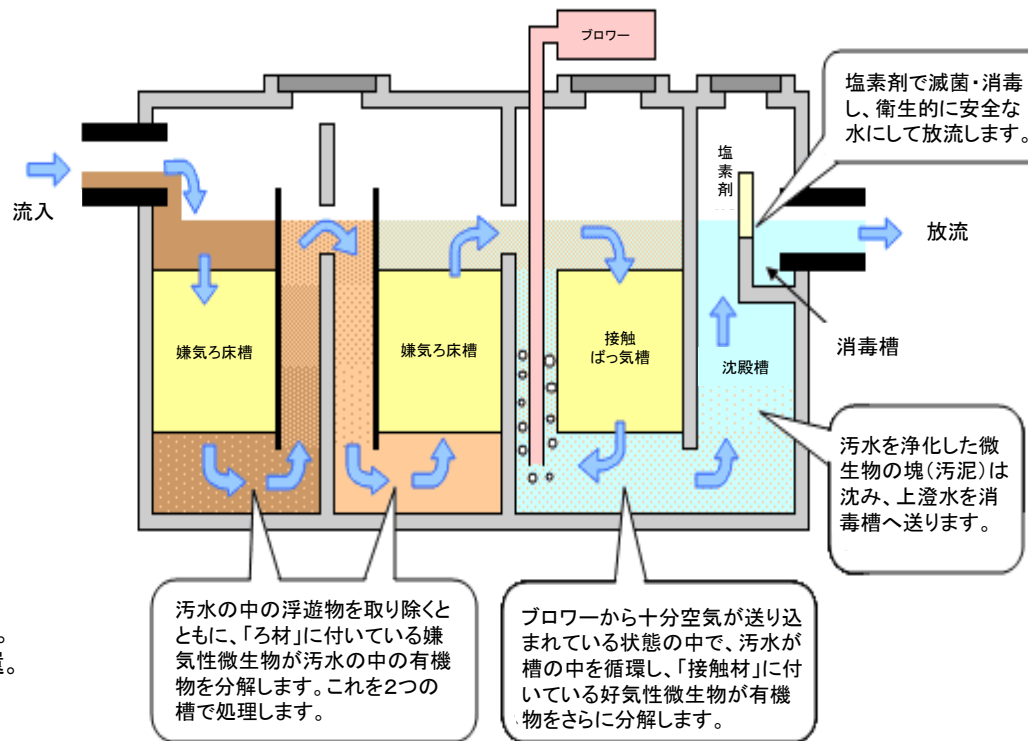 ブロワー
塩素剤で滅菌・消毒
し、衛生的に安全な
水にして放流します。
塩素剤
流入
放流
嫌気ろ床槽
嫌気ろ床槽
接触
ばっ気槽
沈殿槽
消毒槽
汚水を浄化した微
生物の塊(汚泥)は
沈み、上澄水を消
毒槽へ送ります。
汚水の中の浮遊物を取り除くと
ともに、「ろ材」に付いている嫌
気性微生物が汚水の中の有機
物を分解します。これを2つの
槽で処理します。
ブロワーから十分空気が送り込
まれている状態の中で、汚水が
槽の中を循環し、「接触材」に付
いている好気性微生物が有機
物をさらに分解します。
。
。